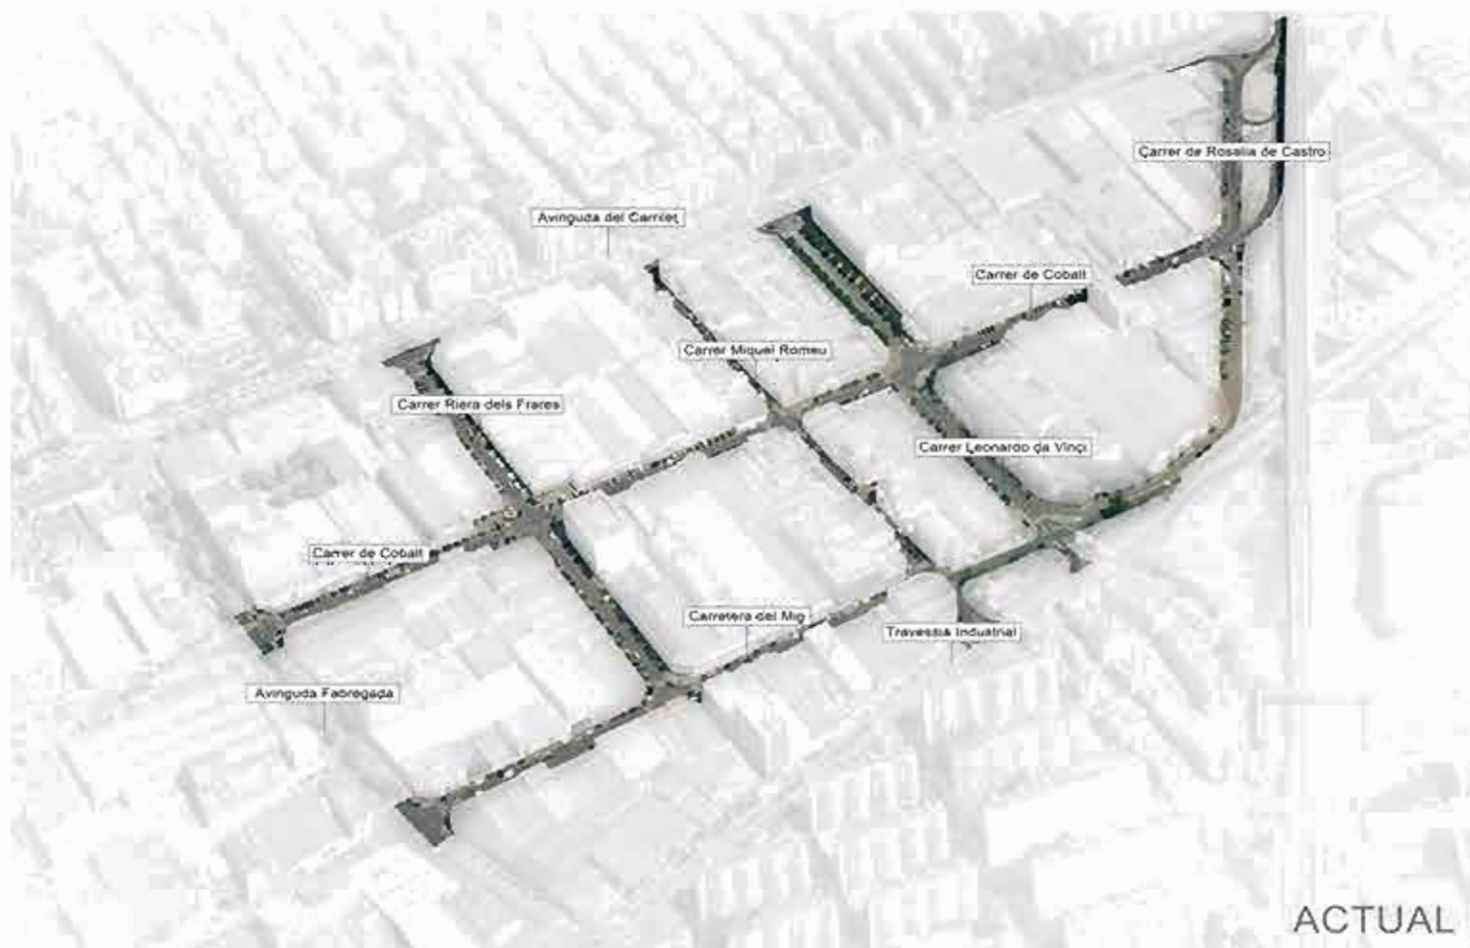 Carrer de Rosalia de Castro
Avinguda del Carrilet
Carrer de Cobalt
Carrer Miquel Romeu
Carrer Riera dels Frares
Carrer Leonardo da Vinçi
Carrer de Cobalt
Carretera del Mig
Travessia Industrial
Avinguda Fabregada
ACTUAL